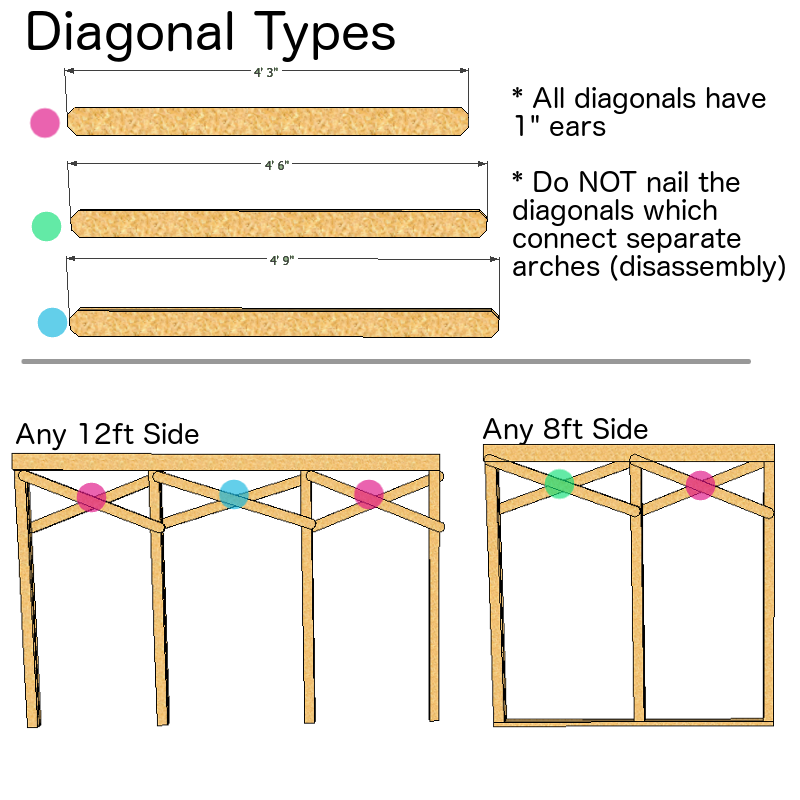 Diagonal Types
4' 3"
* All diagonals have
1" ears
4' 6"
* Do NOT nail the
diagonals which
connect separate
arches (disassembly)
4' 9"
Any 12ft Side
Any 8ft Side